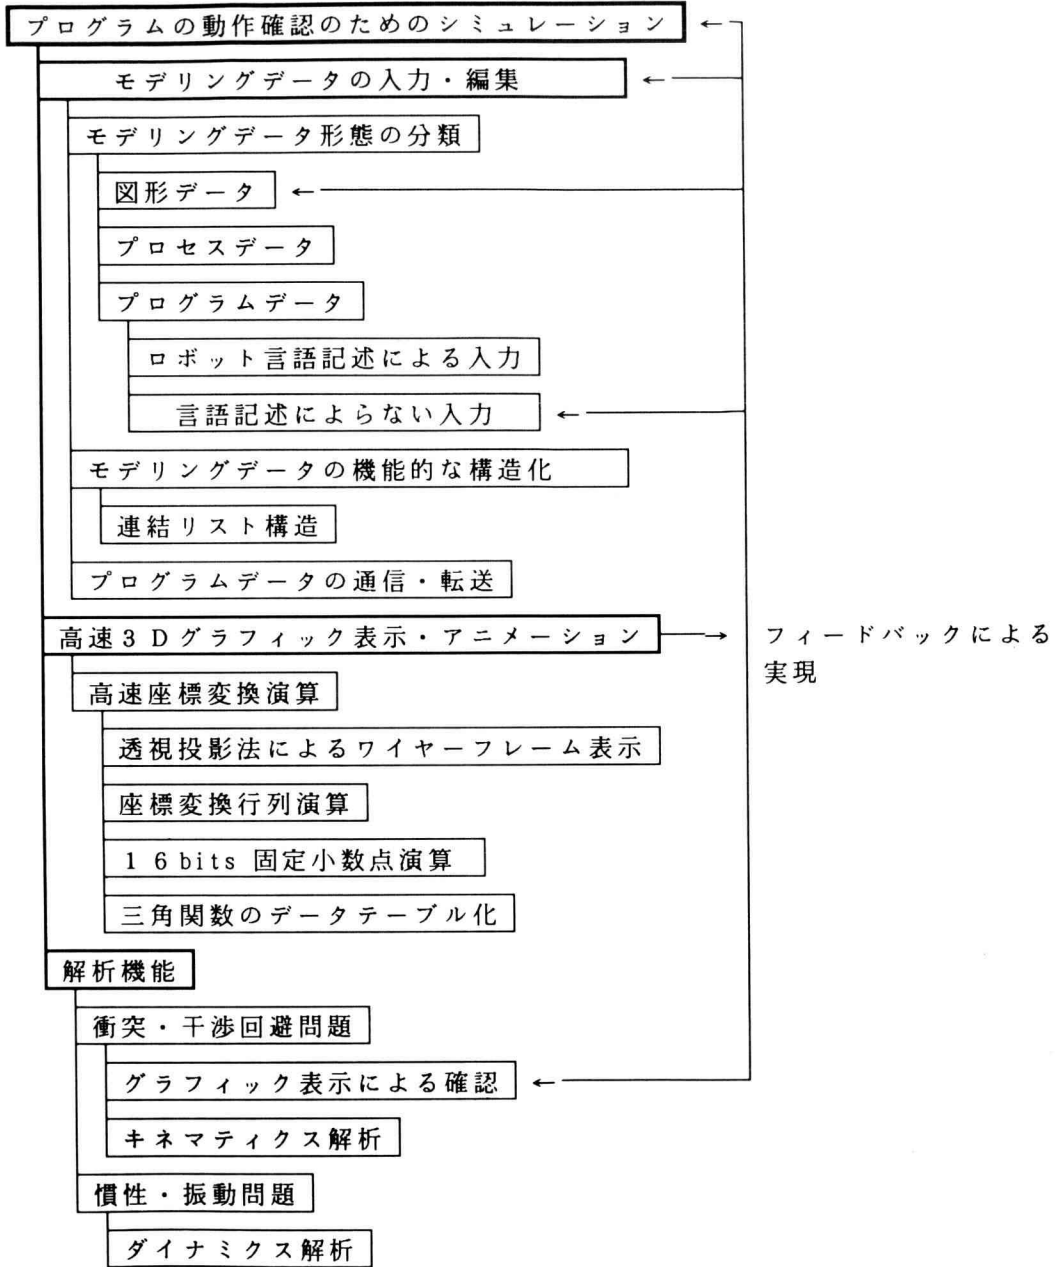 プログラムの動作確認のためのシミュレーション
モデリングデータの入力・編集
モデリングデータ形態の分類
図形データ
プロセスデータ
プログラムデータ
ロボット言語記述による入力
言語記述によらない入力
モデリングデータの機能的な構造化
連結リスト構造
プログラムデータの通信・転送
高速3Dグラフィック表示・アニメーション
フィードバックによる
実現
高速座標変換演算
透視投影法によるワイヤーフレーム表示
座標変換行列演算
16bits 固定小数点演算
三角関数のデータテーブル化
解析機能
衝突・干渉回避問題
グラフィック表示による確認
キネマティクス解析
慣性・振動問題
ダイナミクス解析